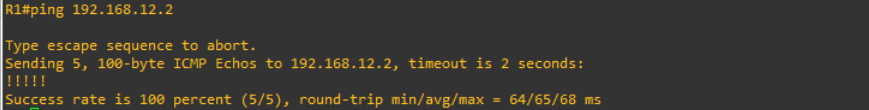 R1#ping 192.168.12.2
Type escape sequence to abort.
Sending 5, 100-byte ICMP Echos to 192.168.12.2, timeout is 2 seconds:
!!!!!
Success rate is 100 percent (5/5), round-trip min/avg/max = 64/65/68 ms